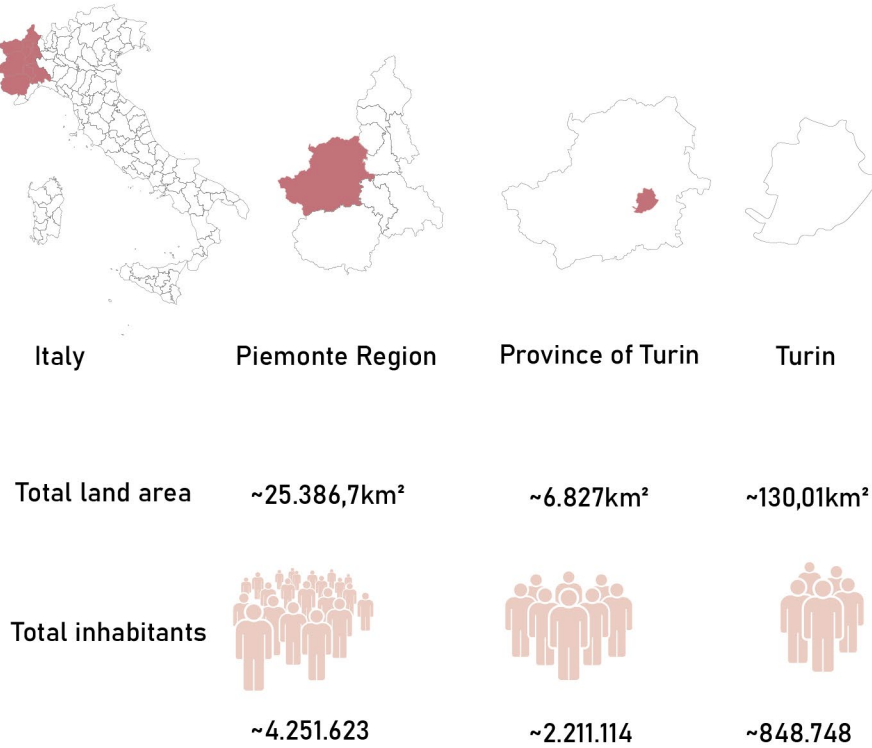 Italy
Piemonte Region
Province of Turin
Turin
Total land area
~25.386,7km²
~6.827km²
~130,01km²
Total inhabitants
~4.251.623
~2.211.114
~848.748